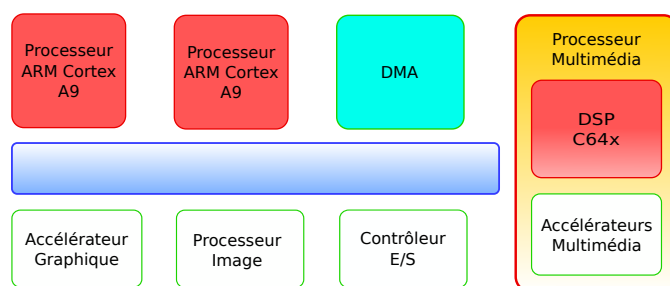 Processeur
ARM Cortex
A9
Processeur
ARM Cortex
A9
DMA
Processeur
Multimédia
DSP
C64x
Accélérateur
Graphique
Processeur
Image
Contrôleur
E/S
Accélérateurs
Multimédia